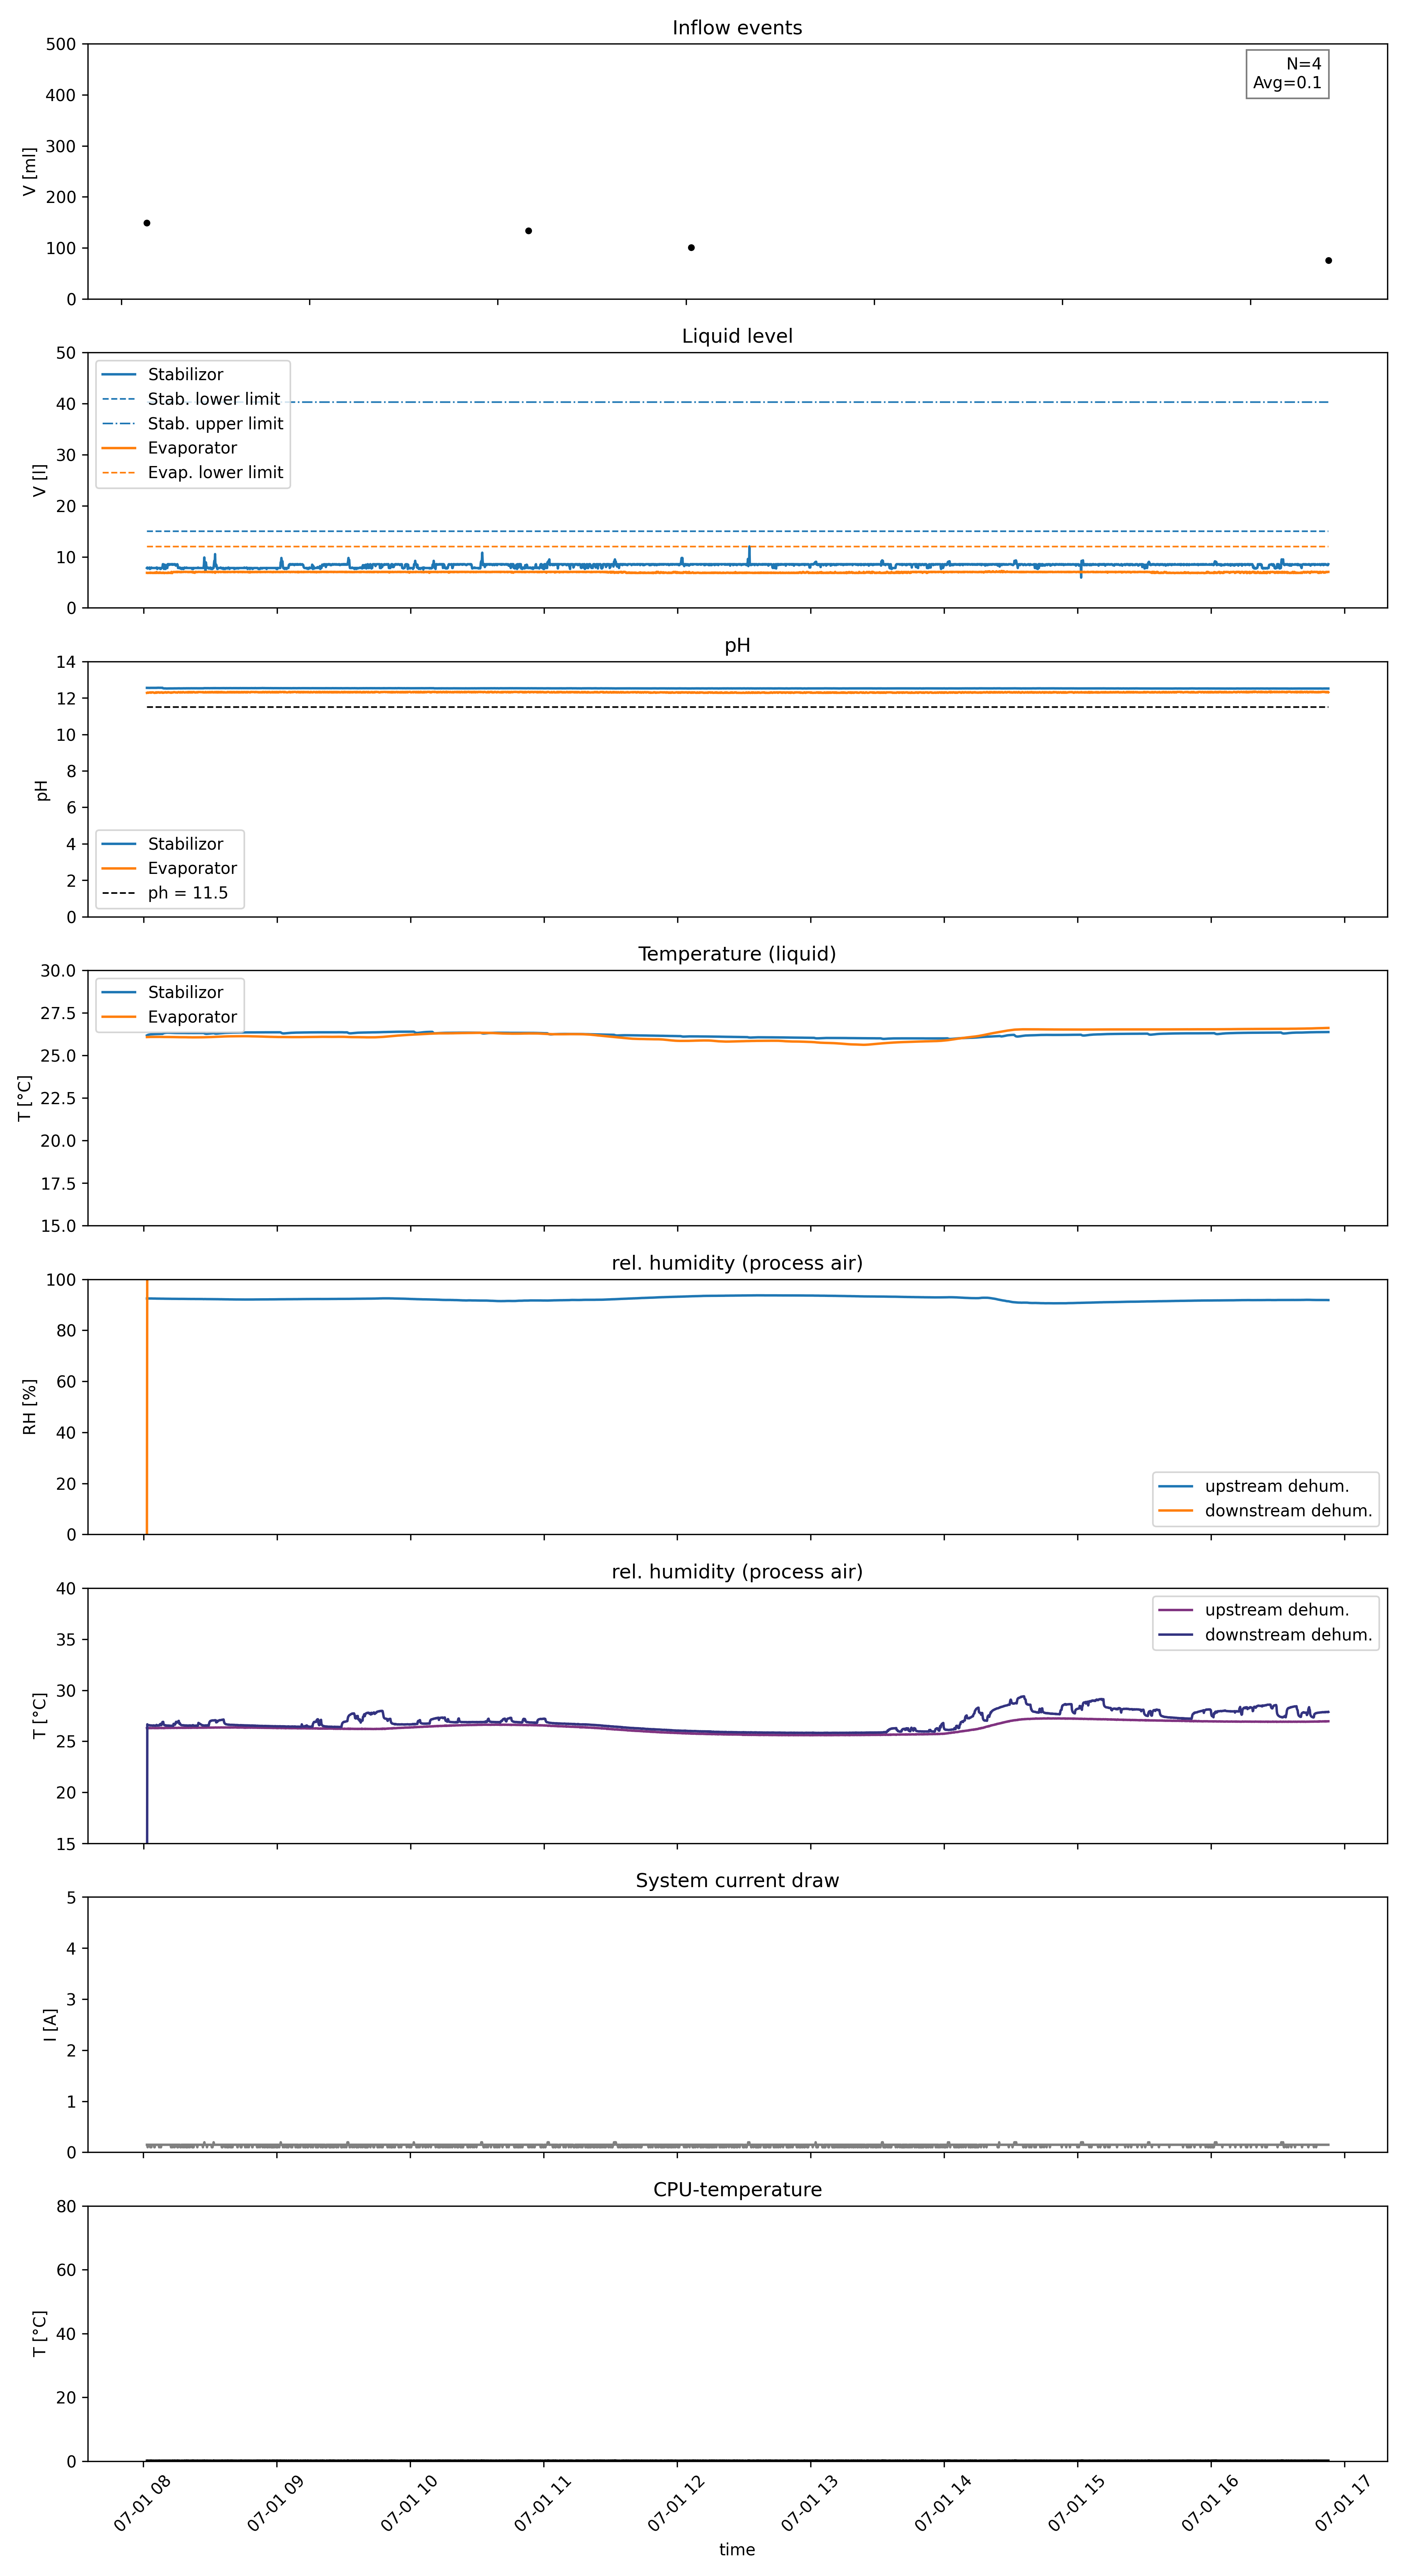 Inflow events
500
400
300
200
100
0
V [ml]
N=4
Avg=0.1
Liquid level
50
40
30
20
10
0
V [l]
Stabilizor
Stab. lower limit
Stab. upper limit
Evaporator
Evap. lower limit
pH
14
12
10
8
6
4
2
0
pH
Stabilizor
Evaporator
ph = 11.5
Temperature (liquid)
30.0
27.5
25.0
22.5
20.0
17.5
15.0
T [°C]
Stabilizor
Evaporator
rel. humidity (process air)
100
80
60
40
20
0
RH [%]
upstream dehum.
downstream dehum.
rel. humidity (process air)
40
35
30
25
20
15
T [°C]
upstream dehum.
downstream dehum.
System current draw
5
4
3
2
1
0
I [A]
CPU-temperature
80
60
40
20
0
T [°C]
07-01 08
07-01 09
07-01 10
07-01 11
07-01 12
07-01 13
07-01 14
07-01 15
07-01 16
07-01 17
time